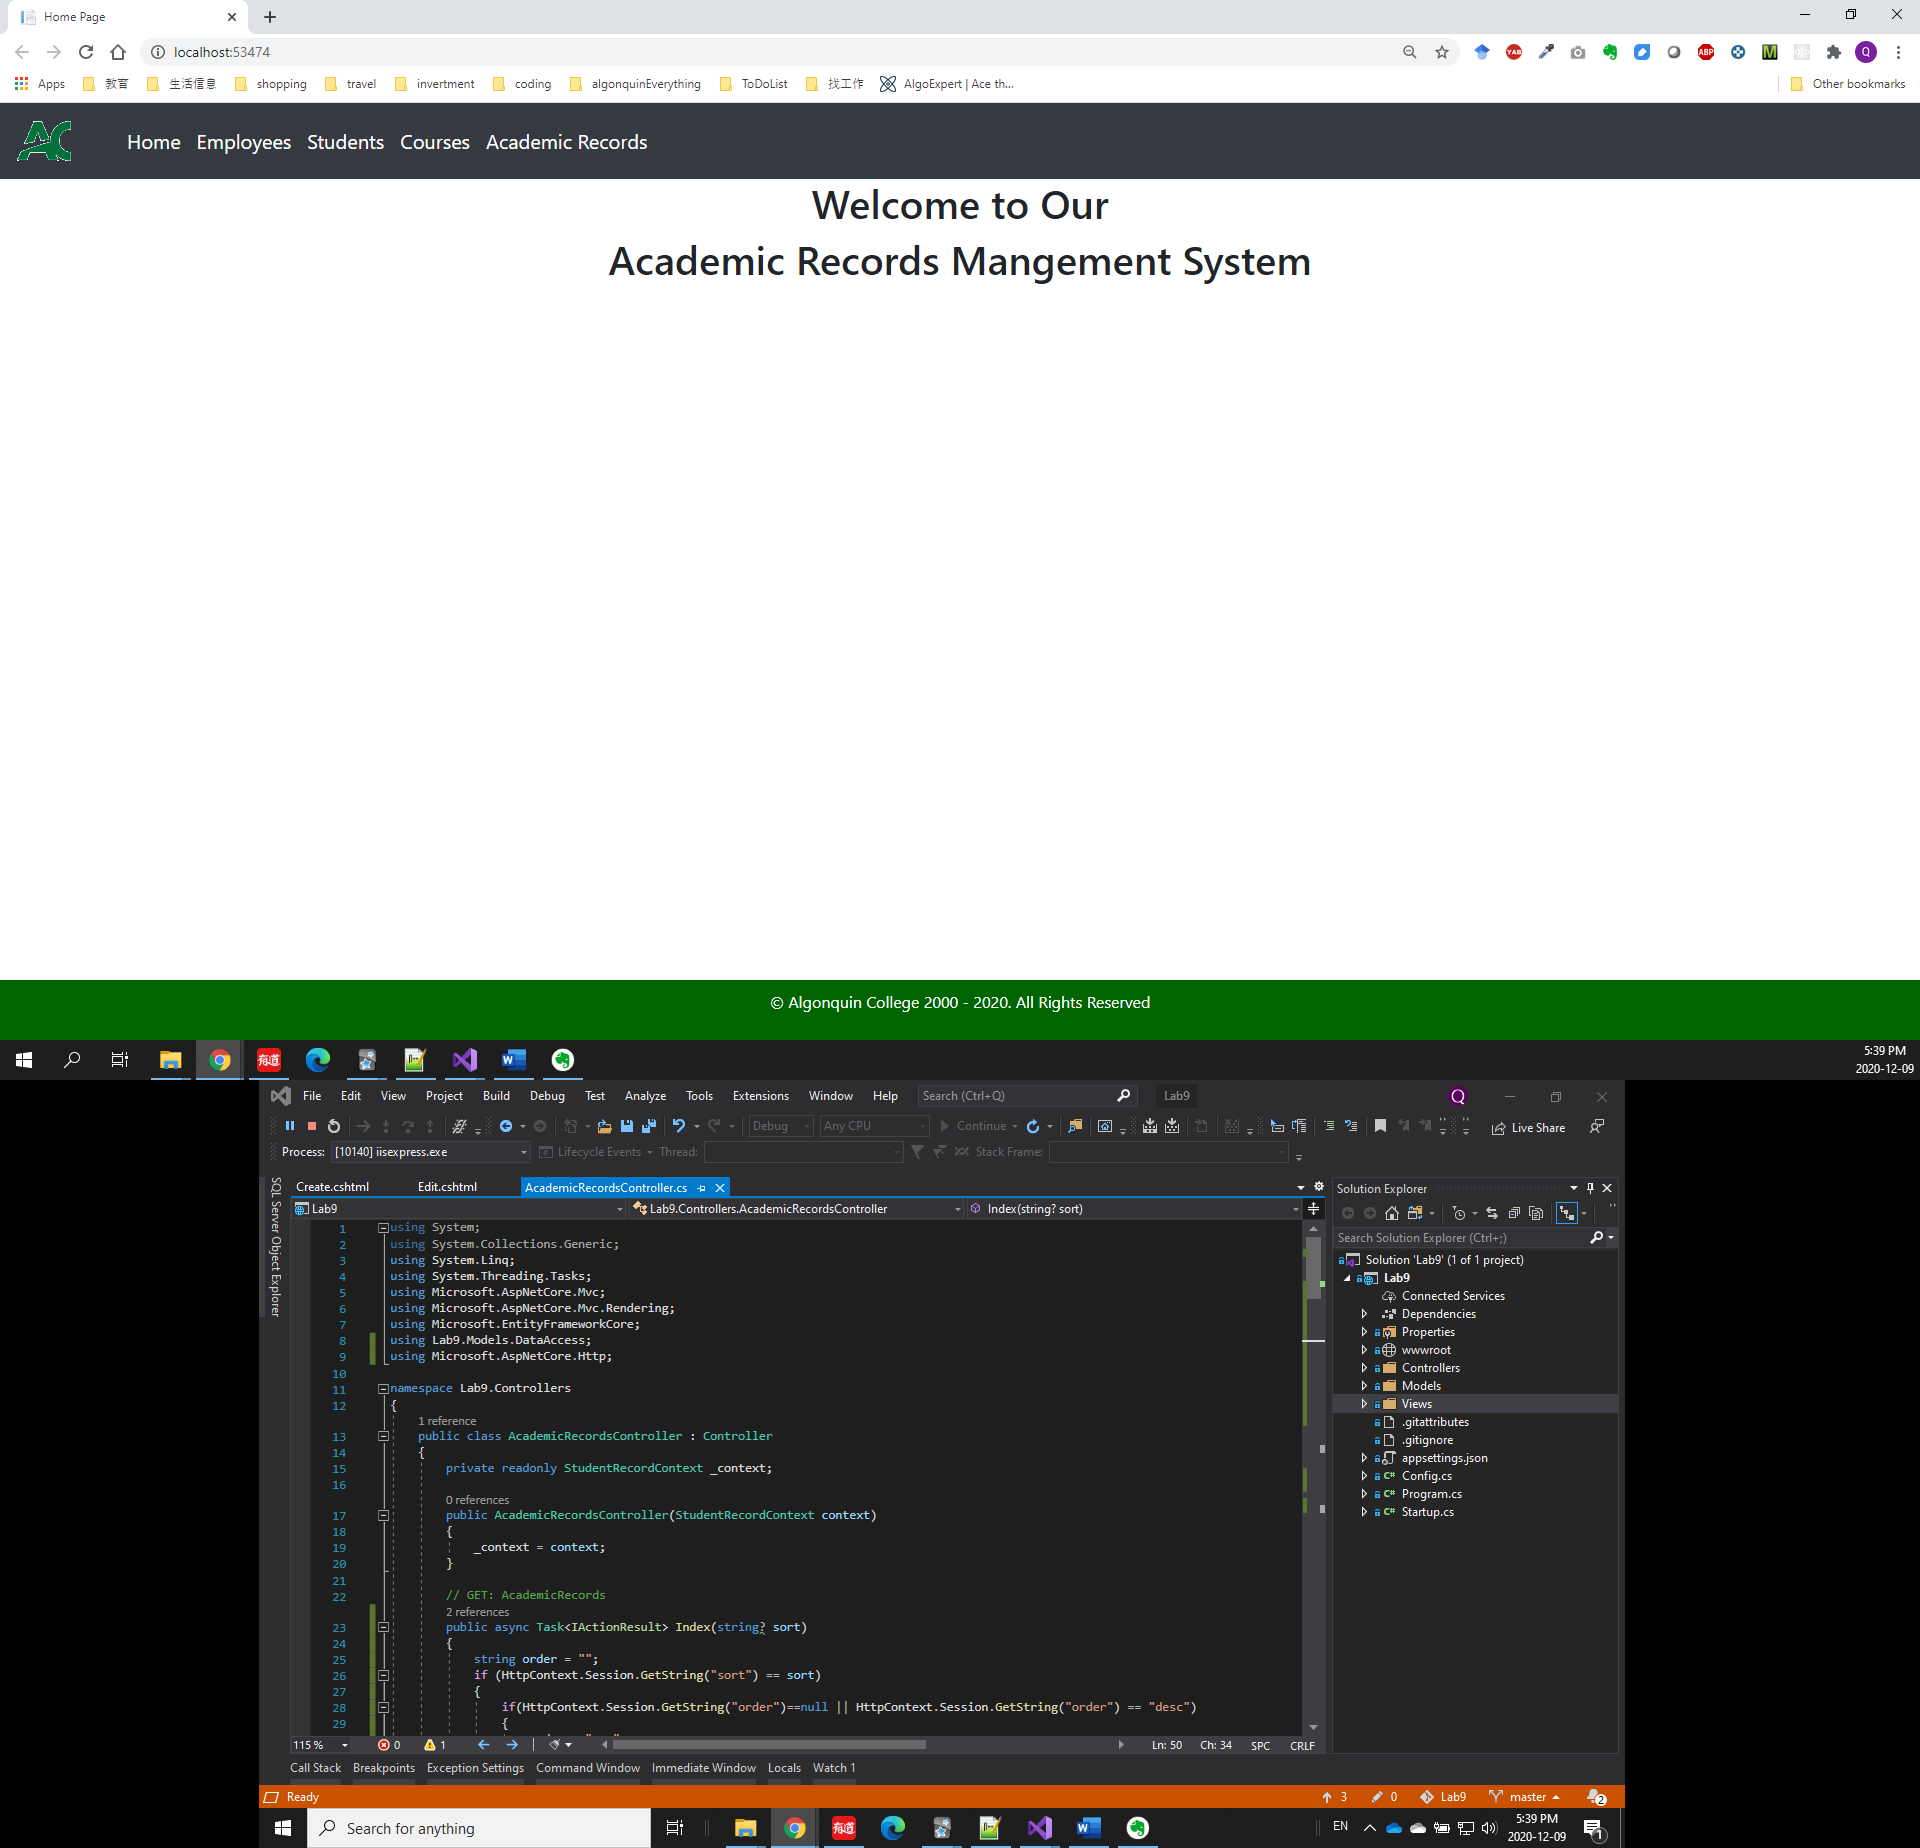 Home Page
localhost:53474
Apps 教育 生活信息 shopping travel invertment coding algonquinEverything ToDoList 找工作 AlgoExpert | Ace th... Other bookmarks
AC Home Employees Students Courses Academic Records
Welcome to Our
Academic Records Mangement System
© Algonquin College 2000 - 2020. All Rights Reserved
有道 5:39 PM
2020-12-09
File Edit View Project Build Debug Test Analyze Tools Extensions Window Help Search (Ctrl+Q) Lab9 Q
Debug Any CPU Continue Live Share
Process: [10140] iisexpress.exe Lifecycle Events Thread: Stack Frame:
SQL Server Object Explorer
Create.cshtml Edit.cshtml AcademicRecordsController.cs
Lab9 Lab9.Controllers.AcademicRecordsController Index(string? sort)
1 using System;
2 using System.Collections.Generic;
3 using System.Linq;
4 using System.Threading.Tasks;
5 using Microsoft.AspNetCore.Mvc;
6 using Microsoft.AspNetCore.Mvc.Rendering;
7 using Microsoft.EntityFrameworkCore;
8 using Lab9.Models.DataAccess;
9 using Microsoft.AspNetCore.Http;
10
11 namespace Lab9.Controllers
12 {
1 reference
13 public class AcademicRecordsController : Controller
14 {
15 private readonly StudentRecordContext _context;
16
0 references
17 public AcademicRecordsController(StudentRecordContext context)
18 {
19 _context = context;
20 }
21
22 // GET: AcademicRecords
2 references
23 public async Task<IActionResult> Index(string? sort)
24 {
25 string order = "";
26 if (HttpContext.Session.GetString("sort") == sort)
27 {
28 if(HttpContext.Session.GetString("order")==null || HttpContext.Session.GetString("order") == "desc")
29 {
115 % 0 1 Ln: 50 Ch: 34 SPC CRLF
Solution Explorer
Search Solution Explorer (Ctrl+;)
Solution 'Lab9' (1 of 1 project)
Lab9
Connected Services
Dependencies
Properties
wwwroot
Controllers
Models
Views
.gitattributes
.gitignore
appsettings.json
C# Config.cs
C# Program.cs
C# Startup.cs
Call Stack Breakpoints Exception Settings Command Window Immediate Window Locals Watch 1
Ready 3 0 Lab9 master 2
Search for anything 有道 EN 5:39 PM
2020-12-09 1